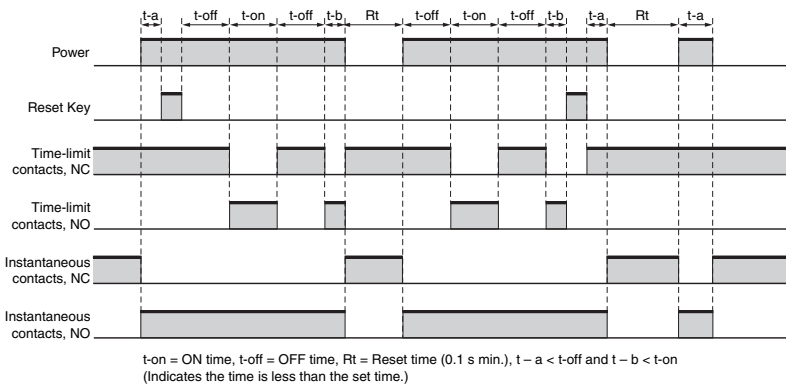 t-a t-off t-on t-off t-b Rt t-off t-on t-off t-b t-a Rt t-a
Power
Reset Key
Time-limit
contacts, NC
Time-limit
contacts, NO
Instantaneous
contacts, NC
Instantaneous
contacts, NO
t-on = ON time, t-off = OFF time, Rt = Reset time (0.1 s min.), t – a < t-off and t – b < t-on
(Indicates the time is less than the set time.)